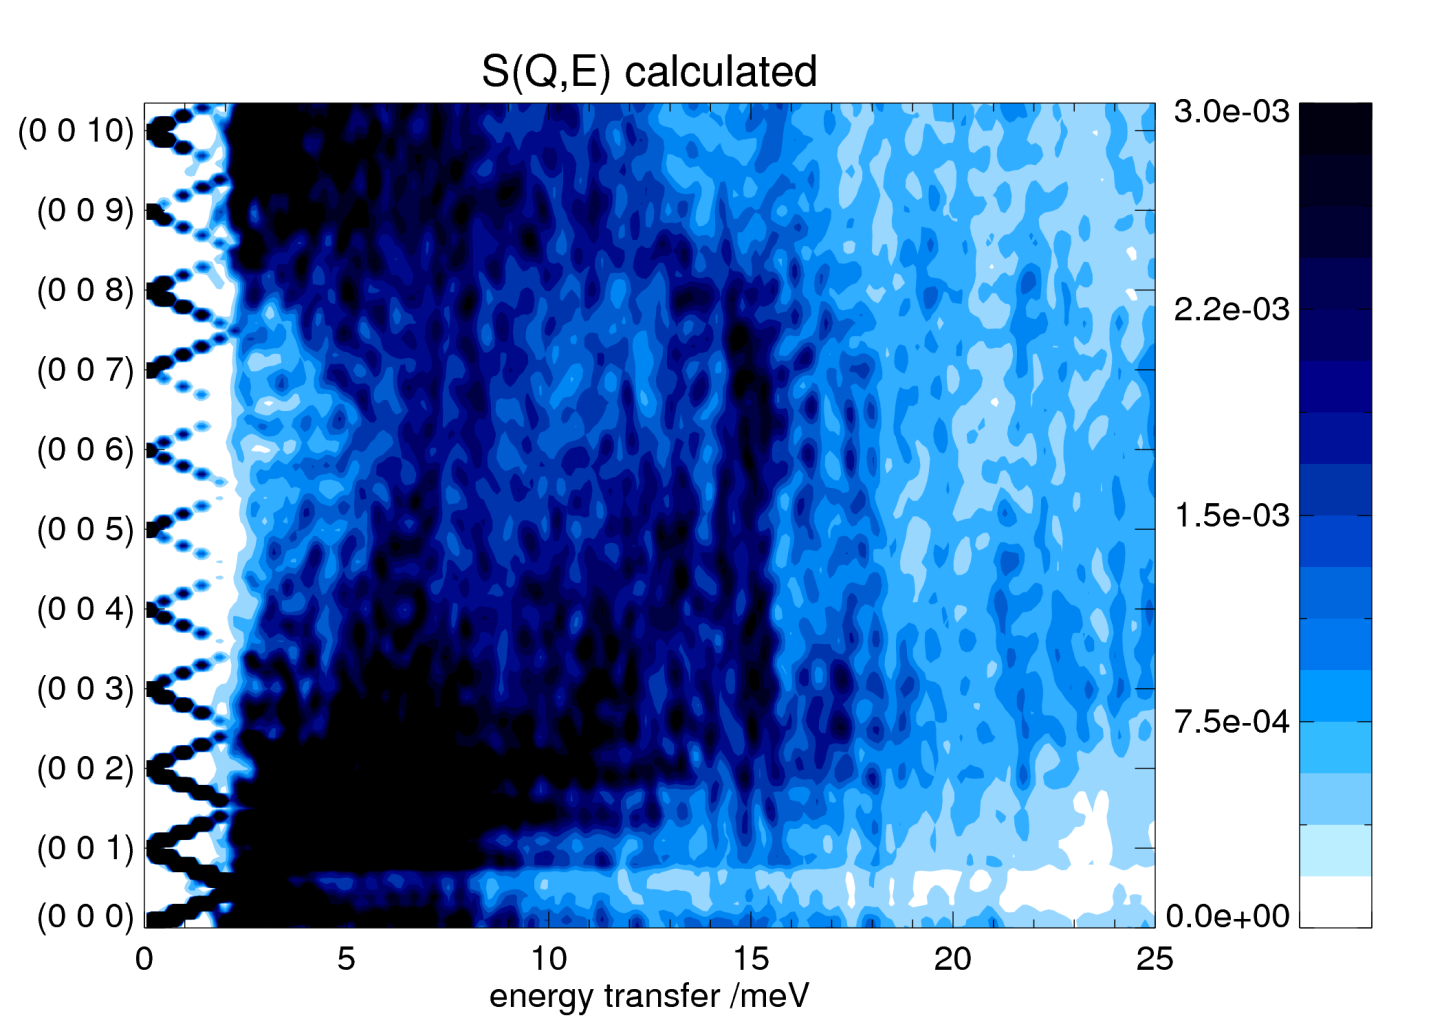 S(Q,E) calculated
(0 0 10)
(0 0 9)
(0 0 8)
(0 0 7)
(0 0 6)
(0 0 5)
(0 0 4)
(0 0 3)
(0 0 2)
(0 0 1)
(0 0 0)
0 5 10 15 20 25
energy transfer /meV
3.0e-03
2.2e-03
1.5e-03
7.5e-04
0.0e+00